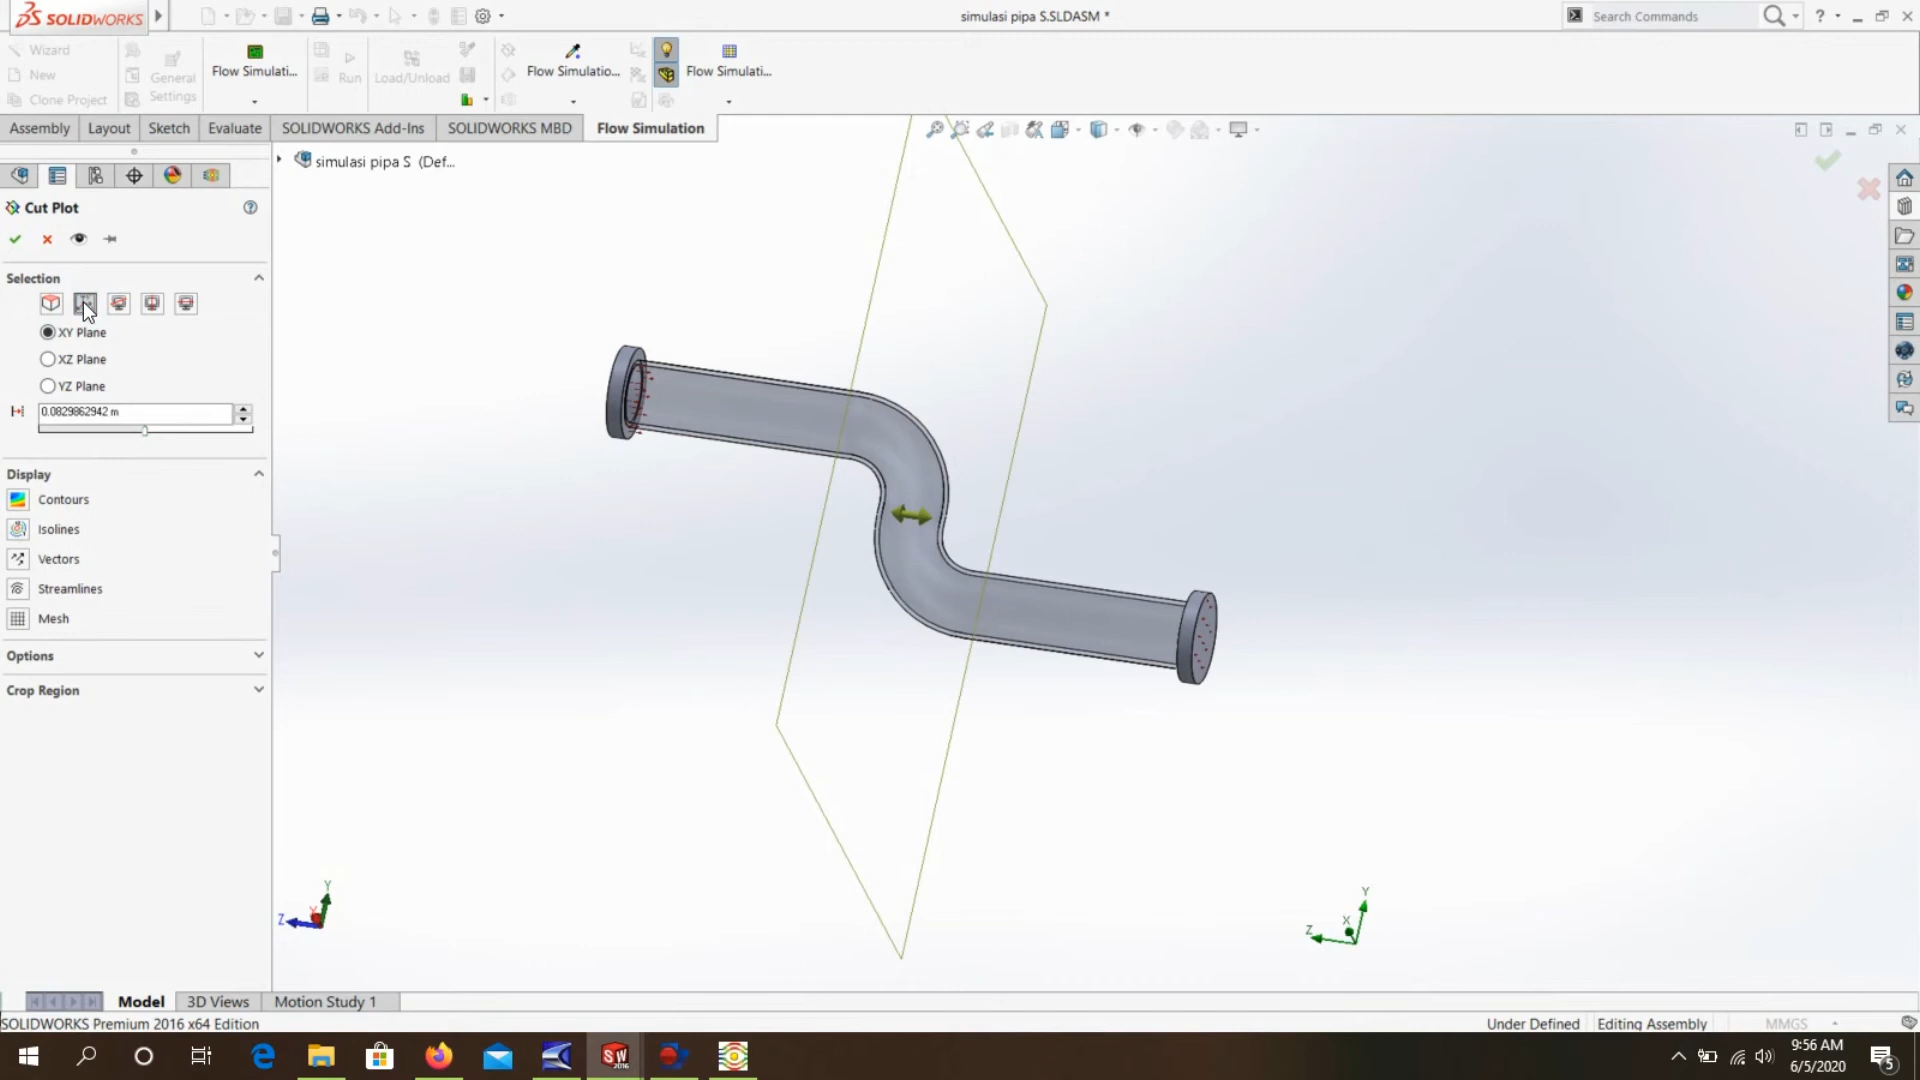 SOLIDWORKS
simulasi pipa S.SLDASM *
Search Commands
?
Wizard
New
Clone Project
General
Settings
Flow Simulati...
Run
Load/Unload
Flow Simulatio...
Flow Simulati...
Assembly
Layout
Sketch
Evaluate
SOLIDWORKS Add-Ins
SOLIDWORKS MBD
Flow Simulation
simulasi pipa S (Def...
Cut Plot
?
Selection
XY Plane
XZ Plane
YZ Plane
0.0829862942 m
Display
Contours
Isolines
Vectors
Streamlines
Mesh
Options
Crop Region
Y
Z
Y
X
Z
Model
3D Views
Motion Study 1
SOLIDWORKS Premium 2016 x64 Edition
Under Defined
Editing Assembly
MMGS
SW
2016
9:56 AM
6/5/2020
5